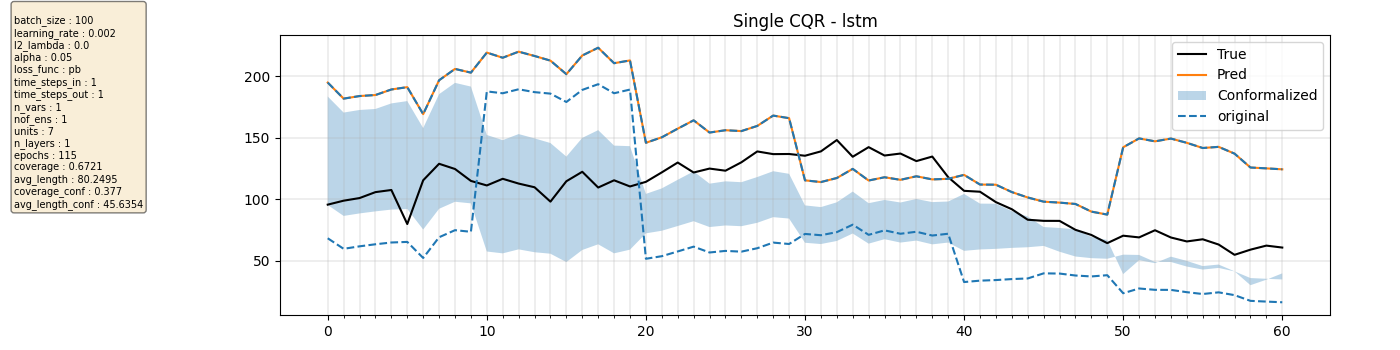 batch_size : 100
learning_rate : 0.002
l2_lambda : 0.0
alpha : 0.05
loss_func : pb
time_steps_in : 1
time_steps_out : 1
n_vars : 1
nof_ens : 1
units : 7
n_layers : 1
epochs : 115
coverage : 0.6721
avg_length : 80.2495
coverage_conf : 0.377
avg_length_conf : 45.6354
Single CQR - lstm
True
Pred
Conformalized
original
200
150
100
50
0 10 20 30 40 50 60